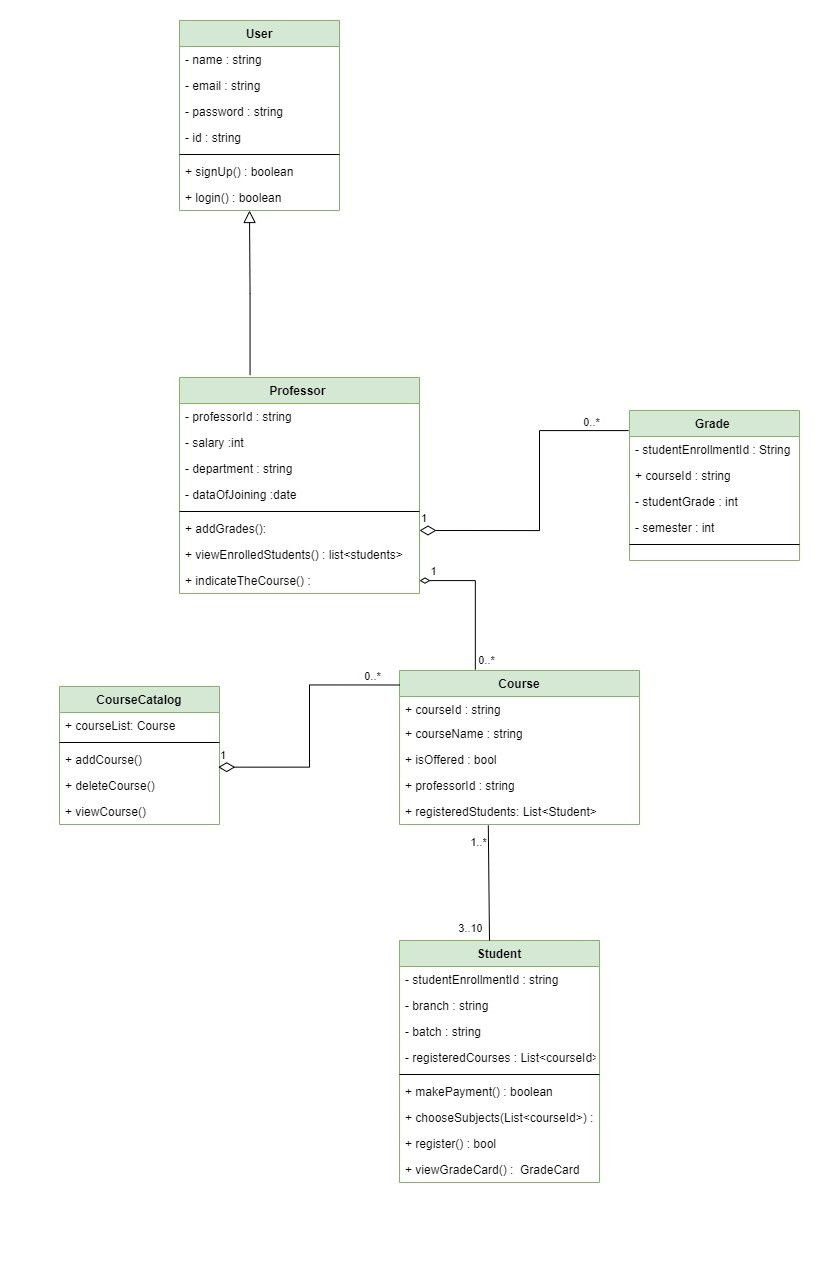 User
- name : string
- email : string
- password : string
- id : string
+ signUp() : boolean
+ login() : boolean
Professor
- professorId : string
- salary :int
- department : string
- dataOfJoining :date
+ addGrades():
+ viewEnrolledStudents() : list<students>
+ indicateTheCourse() :
1
0..*
Grade
- studentEnrollmentId : String
+ courseId : string
- studentGrade : int
- semester : int
1
0..*
CourseCatalog
+ courseList: Course
+ addCourse()
+ deleteCourse()
+ viewCourse()
1
0..*
Course
+ courseId : string
+ courseName : string
+ isOffered : bool
+ professorId : string
+ registeredStudents: List<Student>
1..*
3..10
Student
- studentEnrollmentId : string
- branch : string
- batch : string
- registeredCourses : List<courseId>
+ makePayment() : boolean
+ chooseSubjects(List<courseId>) :
+ register() : bool
+ viewGradeCard() : GradeCard